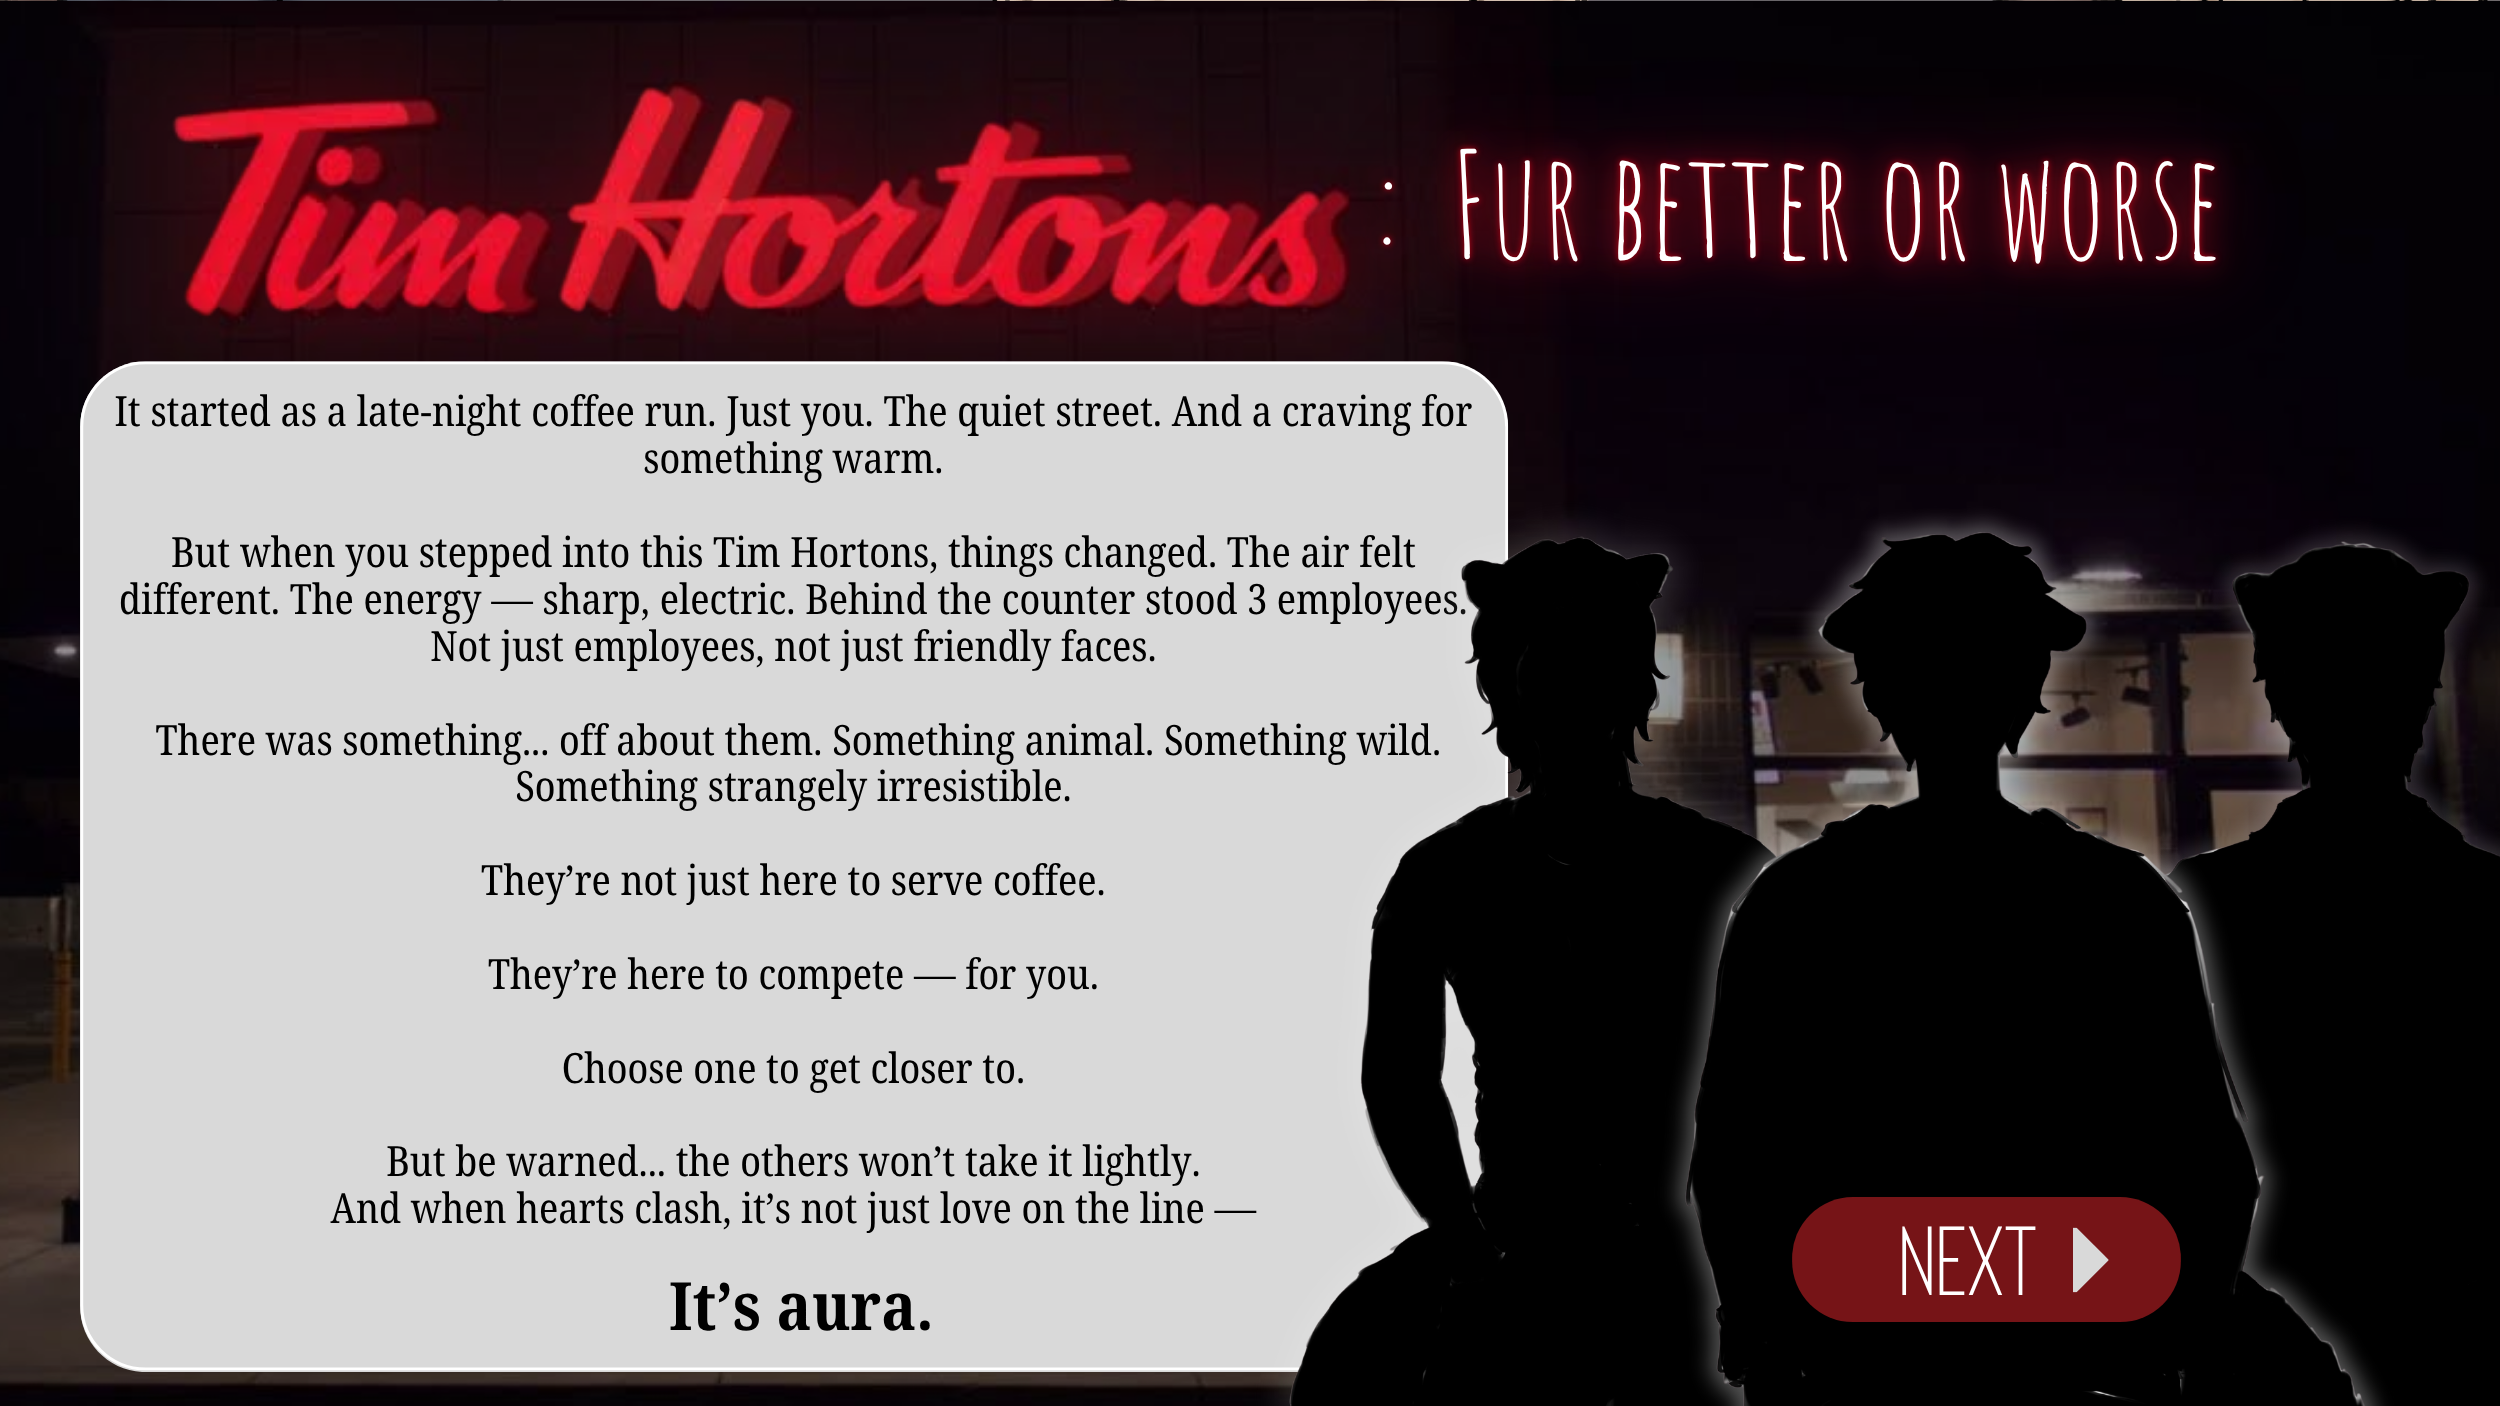 Tim Hortons : Fur better or worse
It started as a late-night coffee run. Just you. The quiet street. And a craving for
something warm.
But when you stepped into this Tim Hortons, things changed. The air felt
different. The energy — sharp, electric. Behind the counter stood 3 employees.
Not just employees, not just friendly faces.
There was something... off about them. Something animal. Something wild.
Something strangely irresistible.
They’re not just here to serve coffee.
They’re here to compete — for you.
Choose one to get closer to.
But be warned... the others won’t take it lightly.
And when hearts clash, it’s not just love on the line —
It’s aura.
NEXT